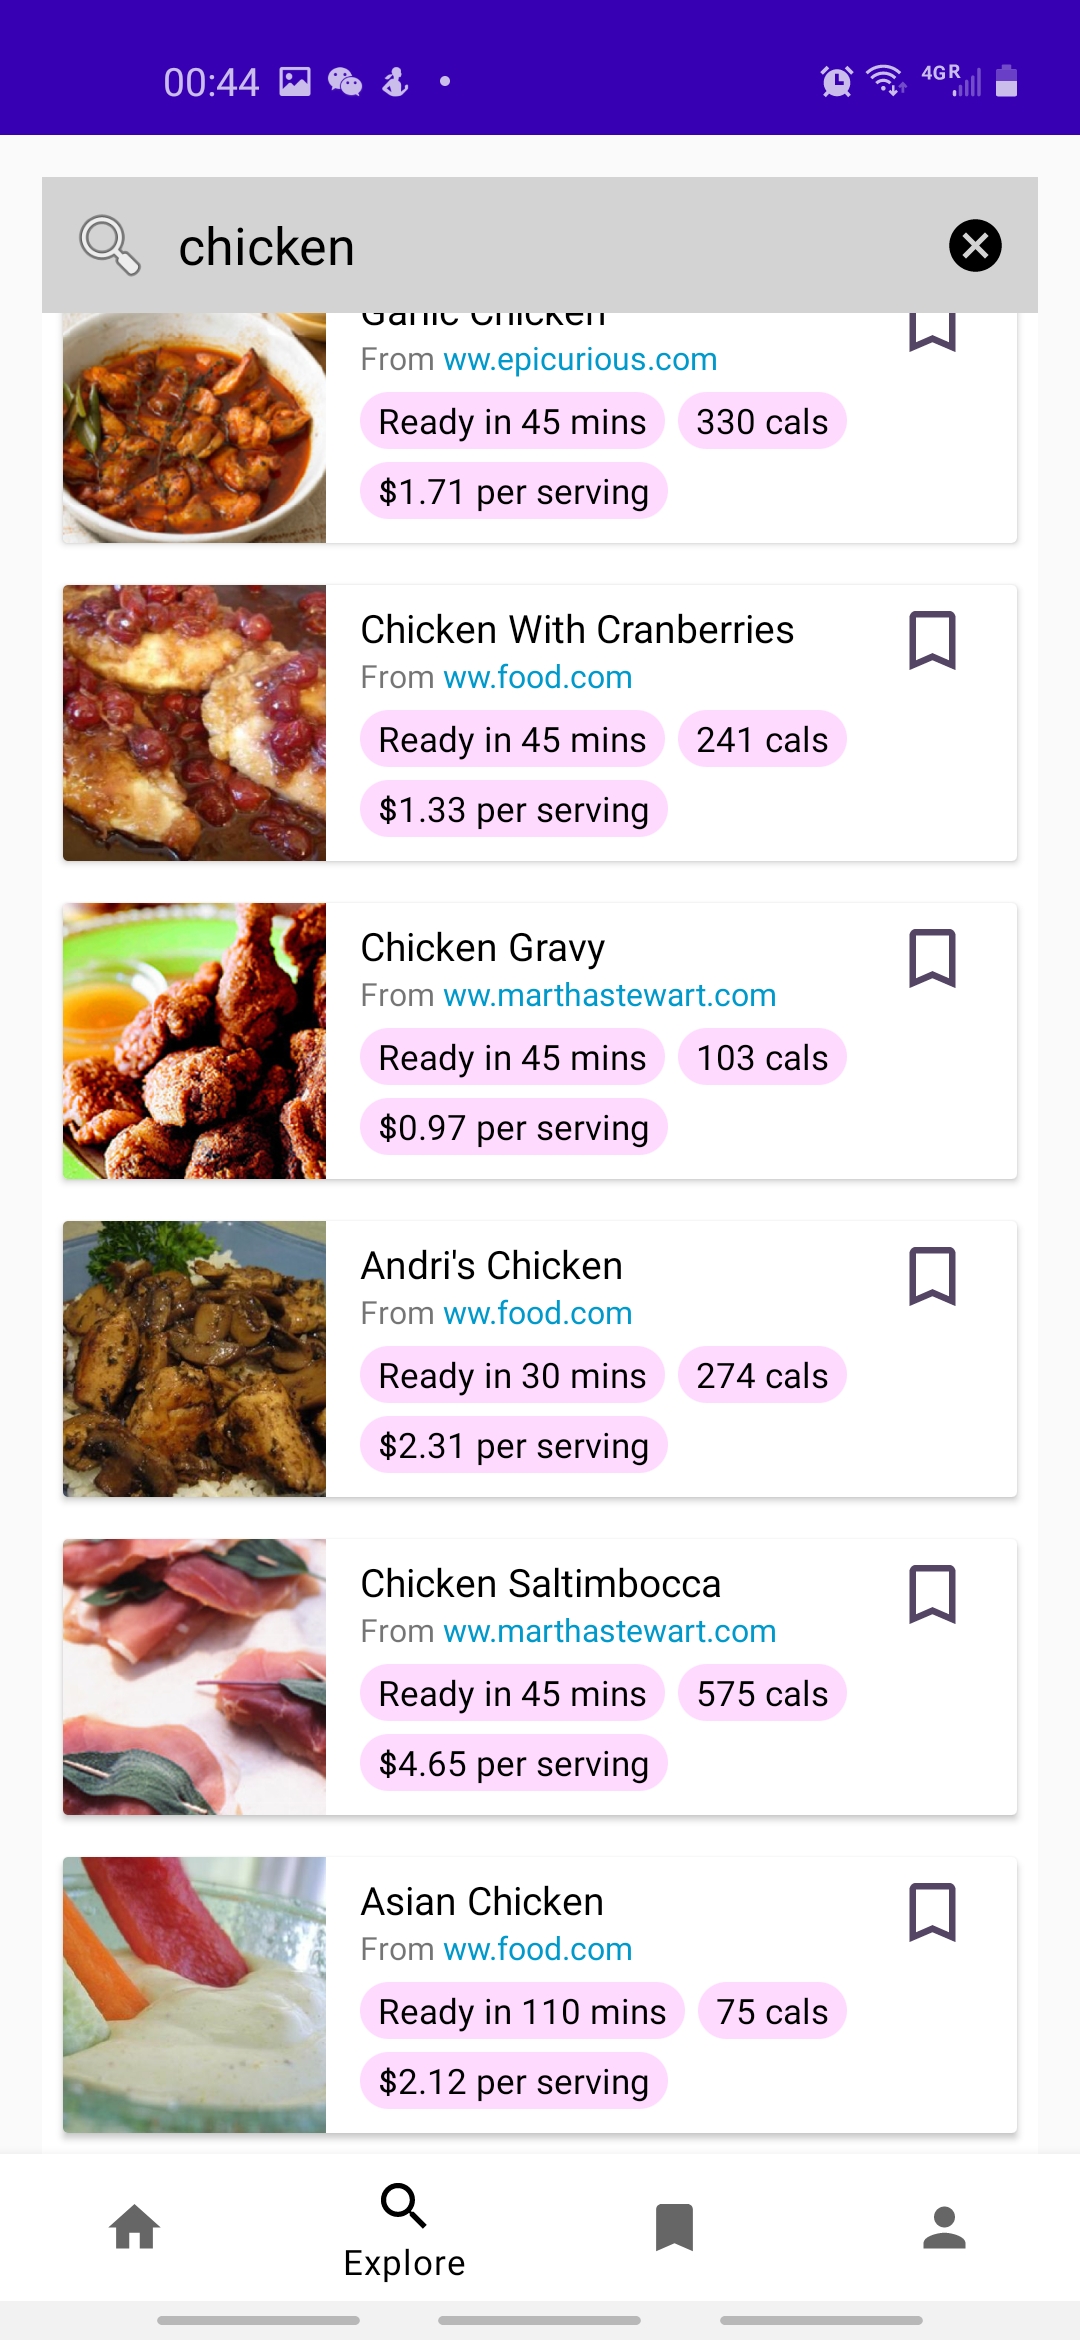 00:44
4G R
chicken
Garlic Chicken
From ww.epicurious.com
Ready in 45 mins 330 cals
$1.71 per serving
Chicken With Cranberries
From ww.food.com
Ready in 45 mins 241 cals
$1.33 per serving
Chicken Gravy
From ww.marthastewart.com
Ready in 45 mins 103 cals
$0.97 per serving
Andri's Chicken
From ww.food.com
Ready in 30 mins 274 cals
$2.31 per serving
Chicken Saltimbocca
From ww.marthastewart.com
Ready in 45 mins 575 cals
$4.65 per serving
Asian Chicken
From ww.food.com
Ready in 110 mins 75 cals
$2.12 per serving
Explore